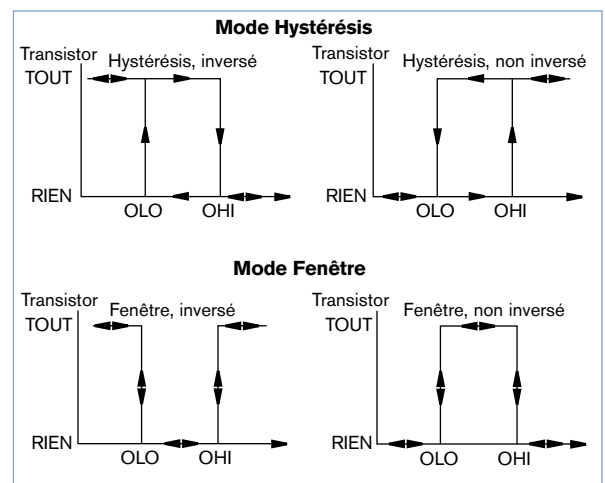 Mode Hystérésis
Transistor
TOUT
Hystérésis, inversé
RIEN
OLO
OHI
Transistor
TOUT
Hystérésis, non inversé
RIEN
OLO
OHI
Mode Fenêtre
Transistor
TOUT
Fenêtre, inversé
RIEN
OLO
OHI
Transistor
TOUT
Fenêtre, non inversé
RIEN
OLO
OHI